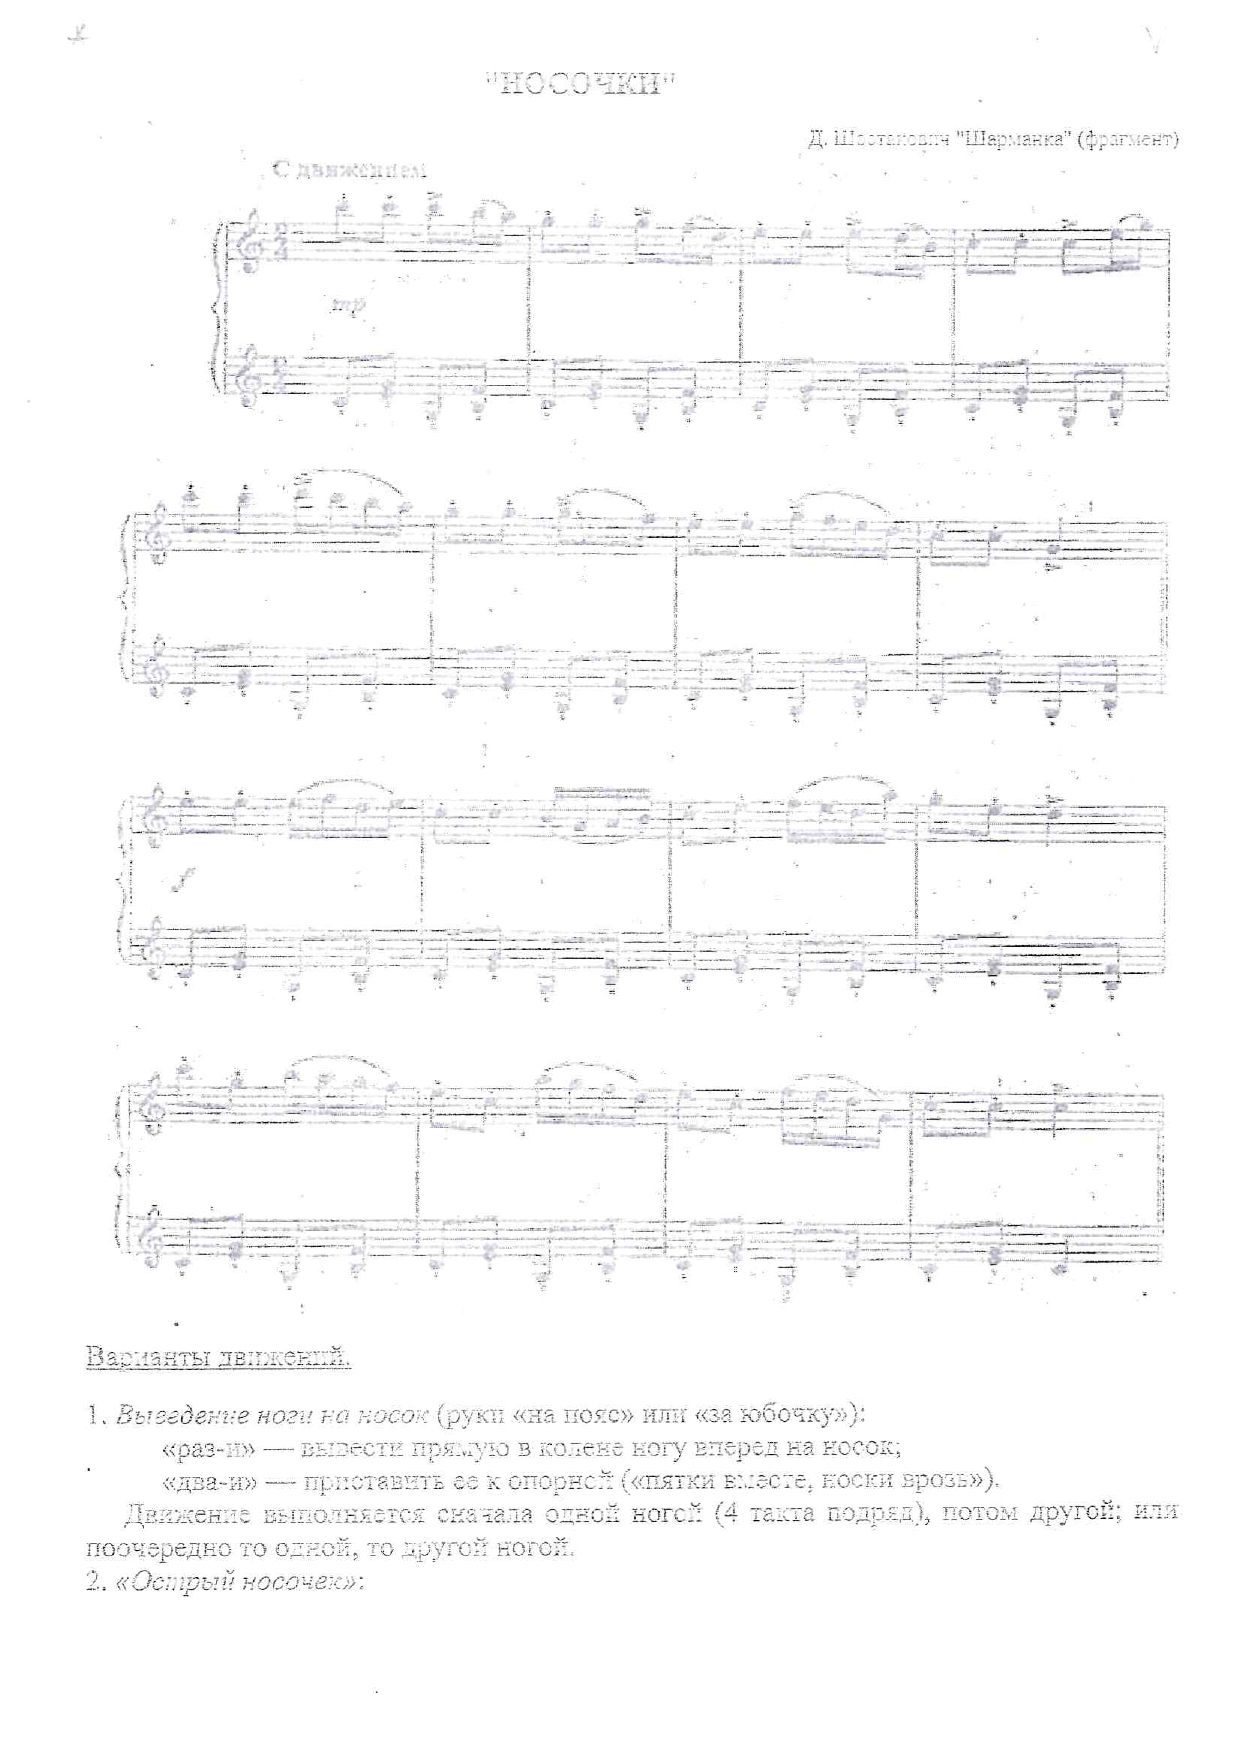 "НОСОЧКИ"
Д. Шостакович "Шарманка" (фрагмент)
С движением
mp
f
Варианты движений.
1. Выведение ноги на носок (руки «на пояс» или «за юбочку»):
«раз-и» — вывести прямую в колене ногу вперед на носок;
«два-и» — приставить ее к опорной («пятки вместе, носки врозь»).
Движение выполняется сначала одной ногой (4 такта подряд), потом другой; или
поочередно то одной, то другой ногой.
2. «Острый носочек»: